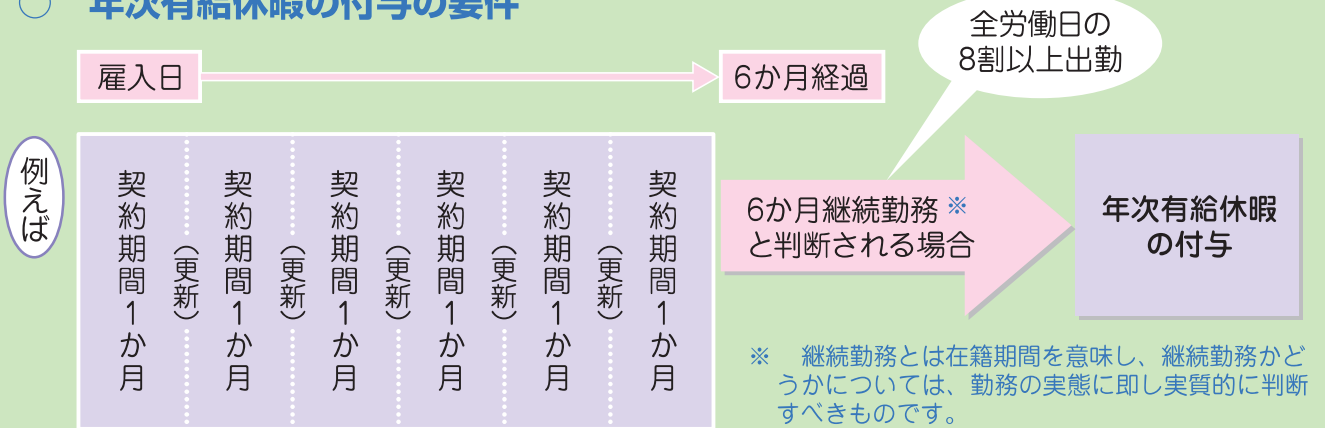 ○ 年次有給休暇の付与の要件
全労働日の
8割以上出勤
雇入日
6か月経過
例えば
契約期間1か月
(更新)
契約期間1か月
(更新)
契約期間1か月
(更新)
契約期間1か月
(更新)
契約期間1か月
(更新)
契約期間1か月
6か月継続勤務※
と判断される場合
年次有給休暇
の付与
※ 継続勤務とは在籍期間を意味し、継続勤務かど
うかについては、勤務の実態に即し実質的に判断
すべきものです。